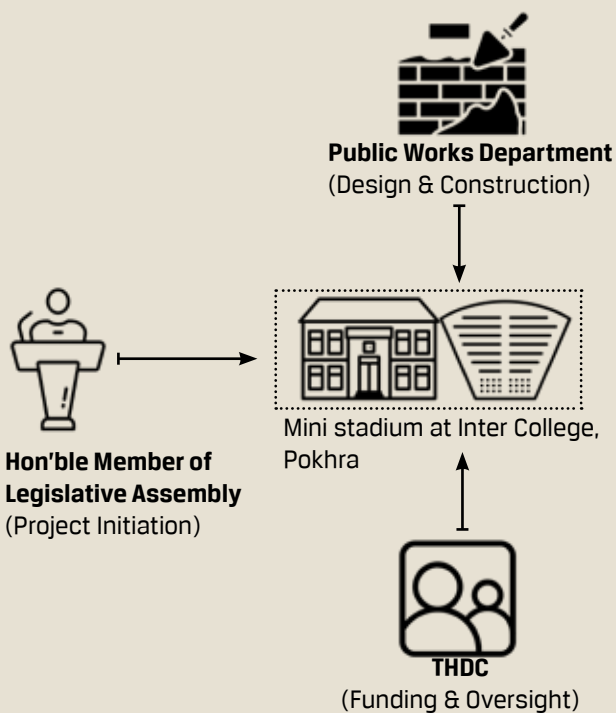 Public Works Department
(Design & Construction)
Mini stadium at Inter College,
Pokhra
Hon'ble Member of
Legislative Assembly
(Project Initiation)
THDC
(Funding & Oversight)